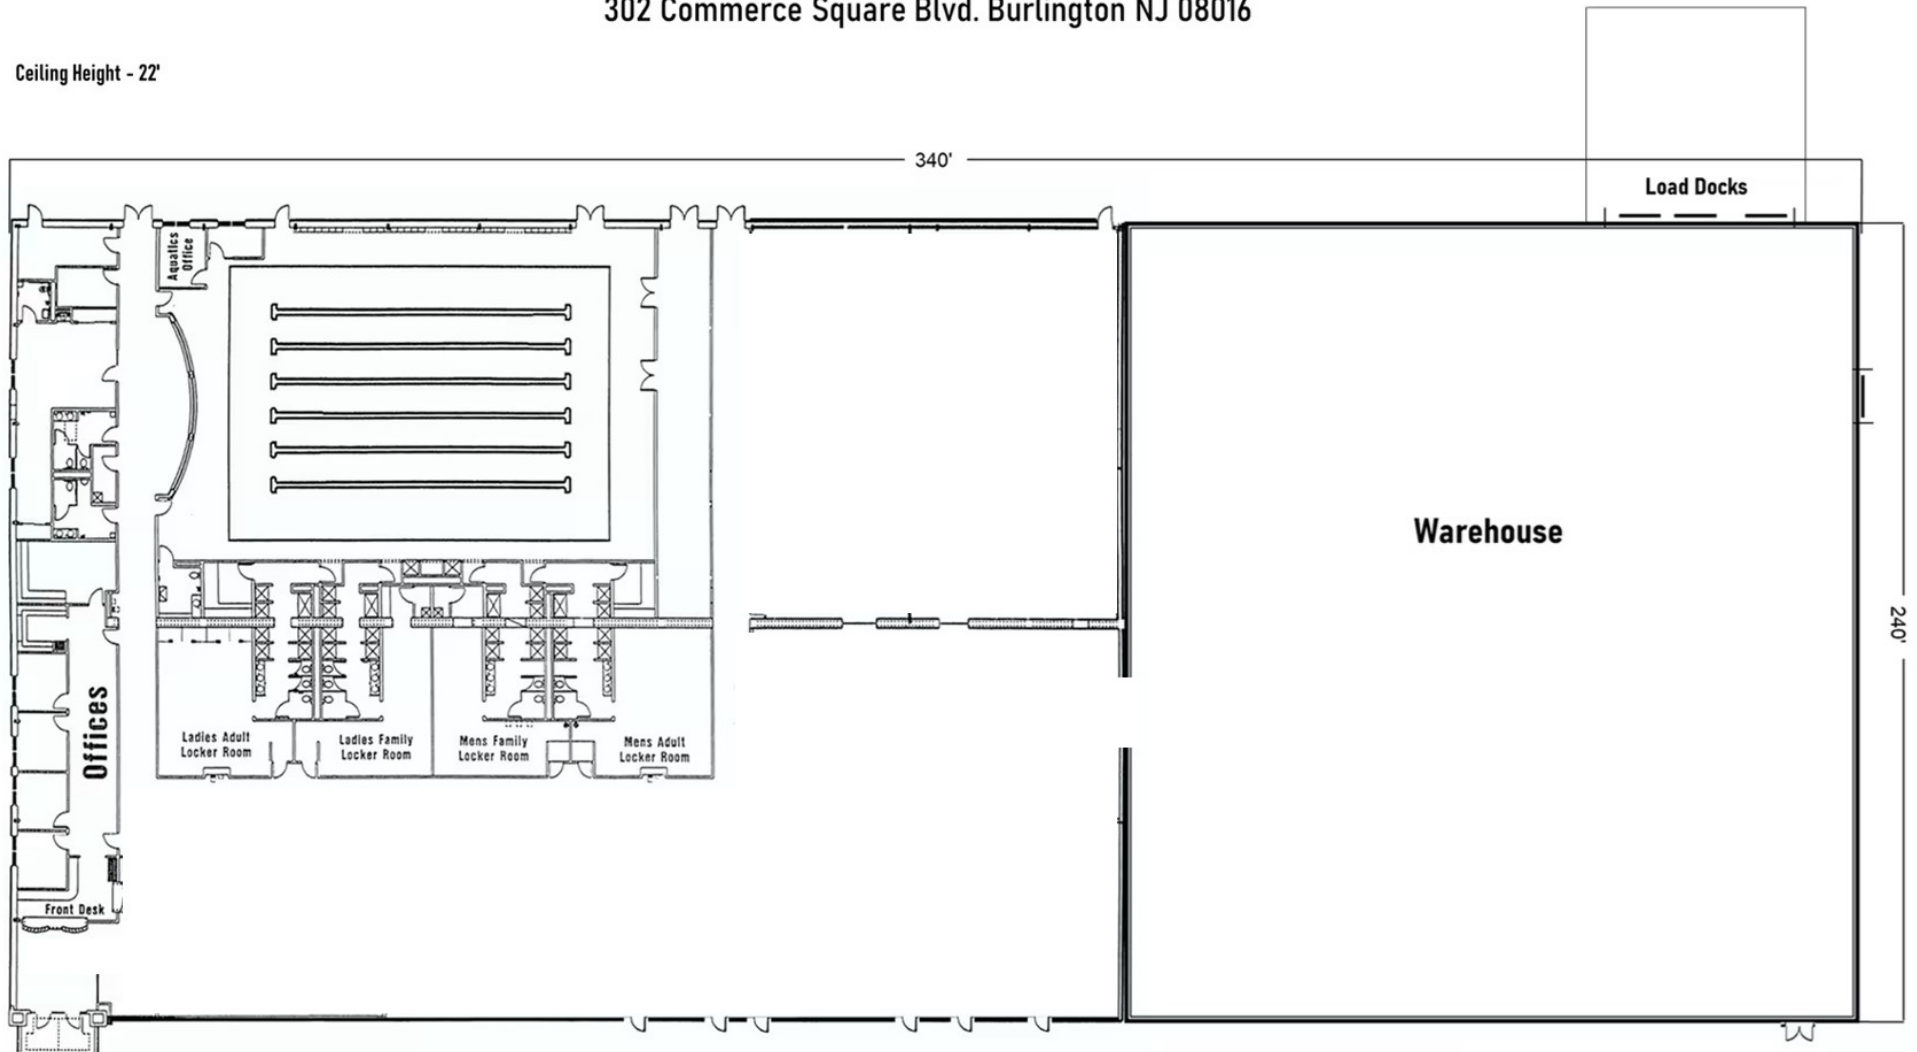 302 Commerce Square Blvd. Burlington NJ 08016
Ceiling Height - 22'
340'
Load Docks
Aquatics
Office
Warehouse
240'
Offices
Ladies Adult
Locker Room
Ladies Family
Locker Room
Mens Family
Locker Room
Mens Adult
Locker Room
Front Desk